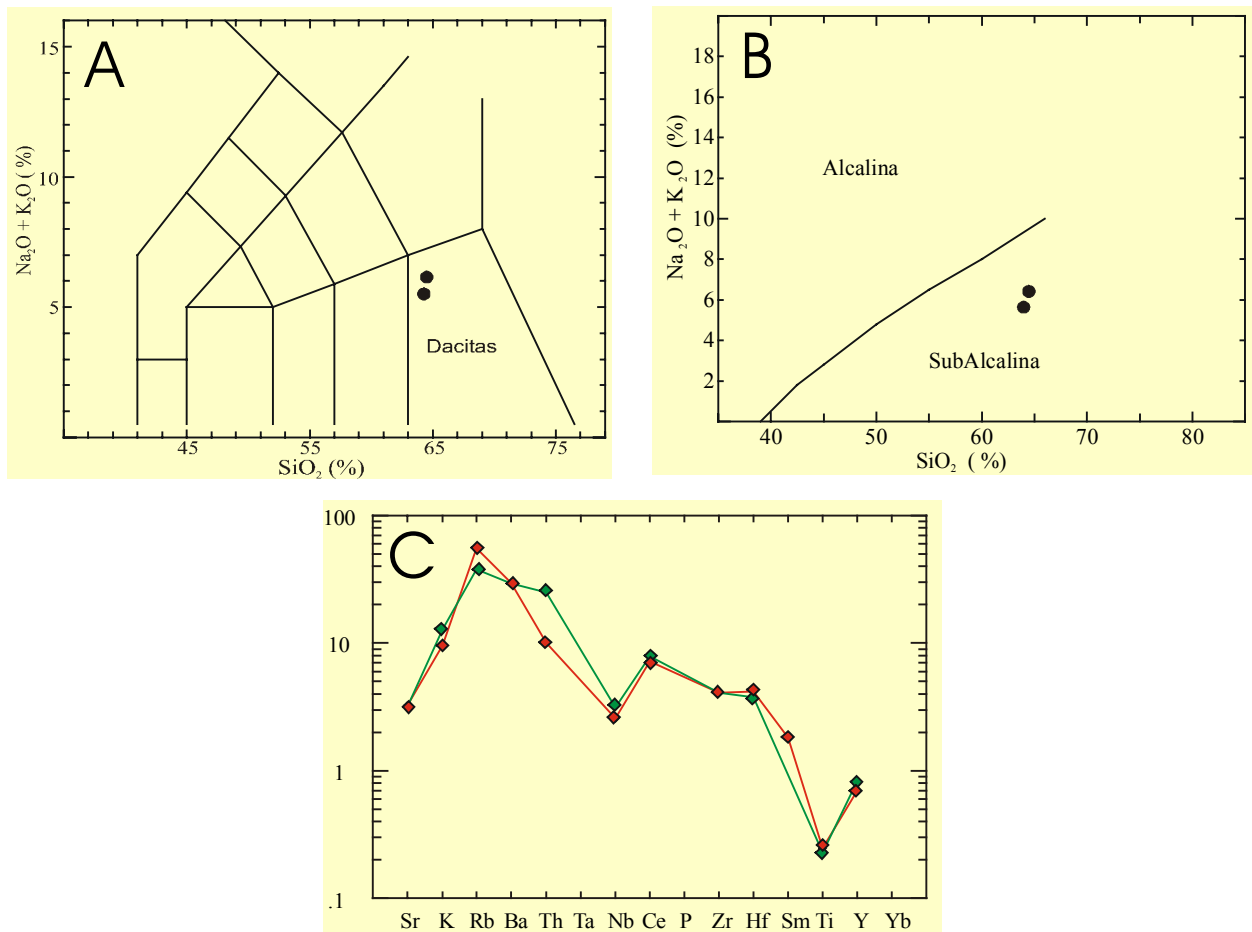 A
15
10
5
Na₂O + K₂O (%)
Dacitas
45 55 65 75
SiO₂ (%)
B
18
16
14
12
10
8
6
4
2
Na₂O + K₂O (%)
Alcalina
SubAlcalina
40 50 60 70 80
SiO₂ ( %)
C
100
10
1
.1
Sr K Rb Ba Th Ta Nb Ce P Zr Hf Sm Ti Y Yb